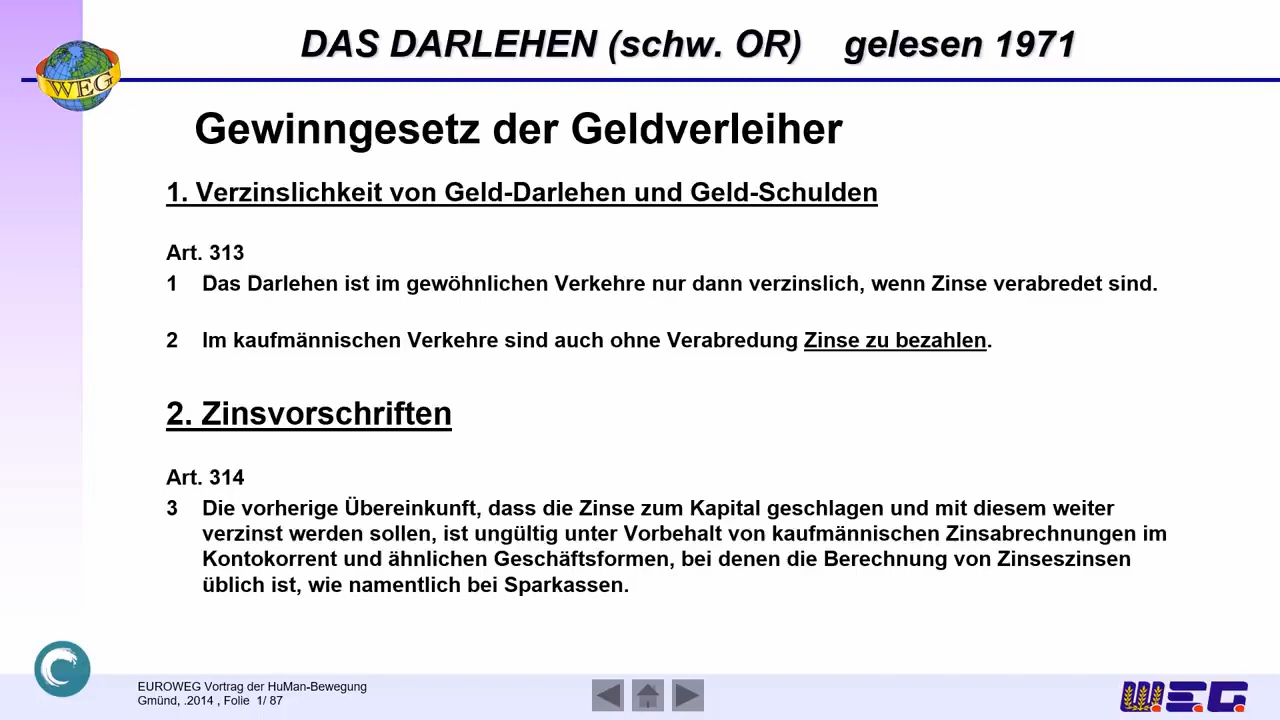 DAS DARLEHEN (schw. OR) gelesen 1971
WEG
Gewinngesetz der Geldverleiher
1. Verzinslichkeit von Geld-Darlehen und Geld-Schulden
Art. 313
1 Das Darlehen ist im gewöhnlichen Verkehre nur dann verzinslich, wenn Zinse verabredet sind.
2 Im kaufmännischen Verkehre sind auch ohne Verabredung Zinse zu bezahlen.
2. Zinsvorschriften
Art. 314
3 Die vorherige Übereinkunft, dass die Zinse zum Kapital geschlagen und mit diesem weiter
verzinst werden sollen, ist ungültig unter Vorbehalt von kaufmännischen Zinsabrechnungen im
Kontokorrent und ähnlichen Geschäftsformen, bei denen die Berechnung von Zinseszinsen
üblich ist, wie namentlich bei Sparkassen.
EUROWEG Vortrag der HuMan-Bewegung
Gmünd, .2014 , Folie 1/ 87
W.E.G.